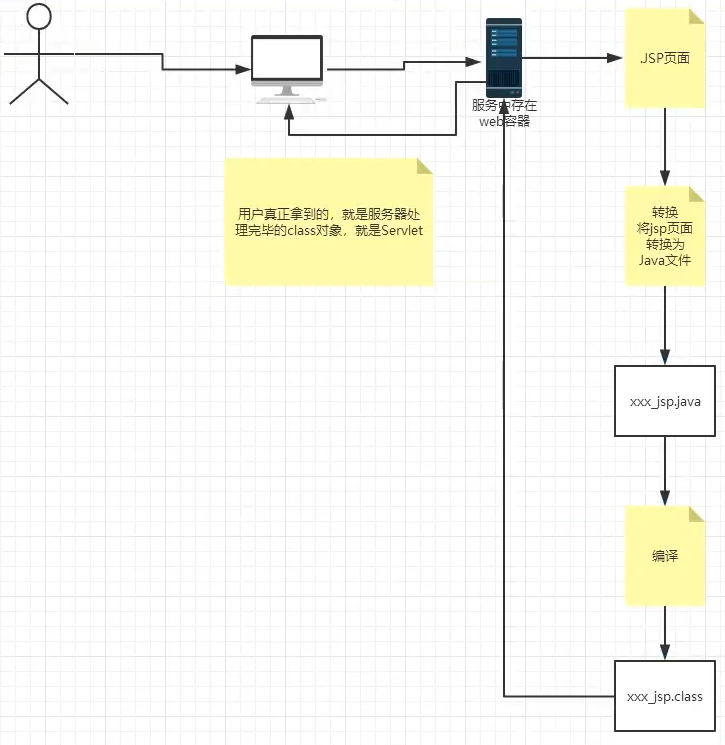 JSP页面
服务中存在
web容器
用户真正拿到的，就是服务器处
理完毕的class对象，就是Servlet
转换
将jsp页面
转换为
Java文件
xxx_jsp.java
编译
xxx_jsp.class